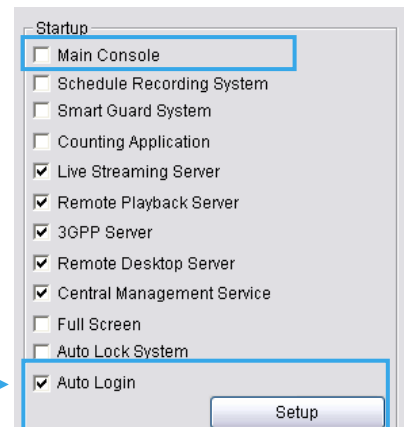 Startup
Main Console
Schedule Recording System
Smart Guard System
Counting Application
Live Streaming Server
Remote Playback Server
3GPP Server
Remote Desktop Server
Central Management Service
Full Screen
Auto Lock System
Auto Login
Setup